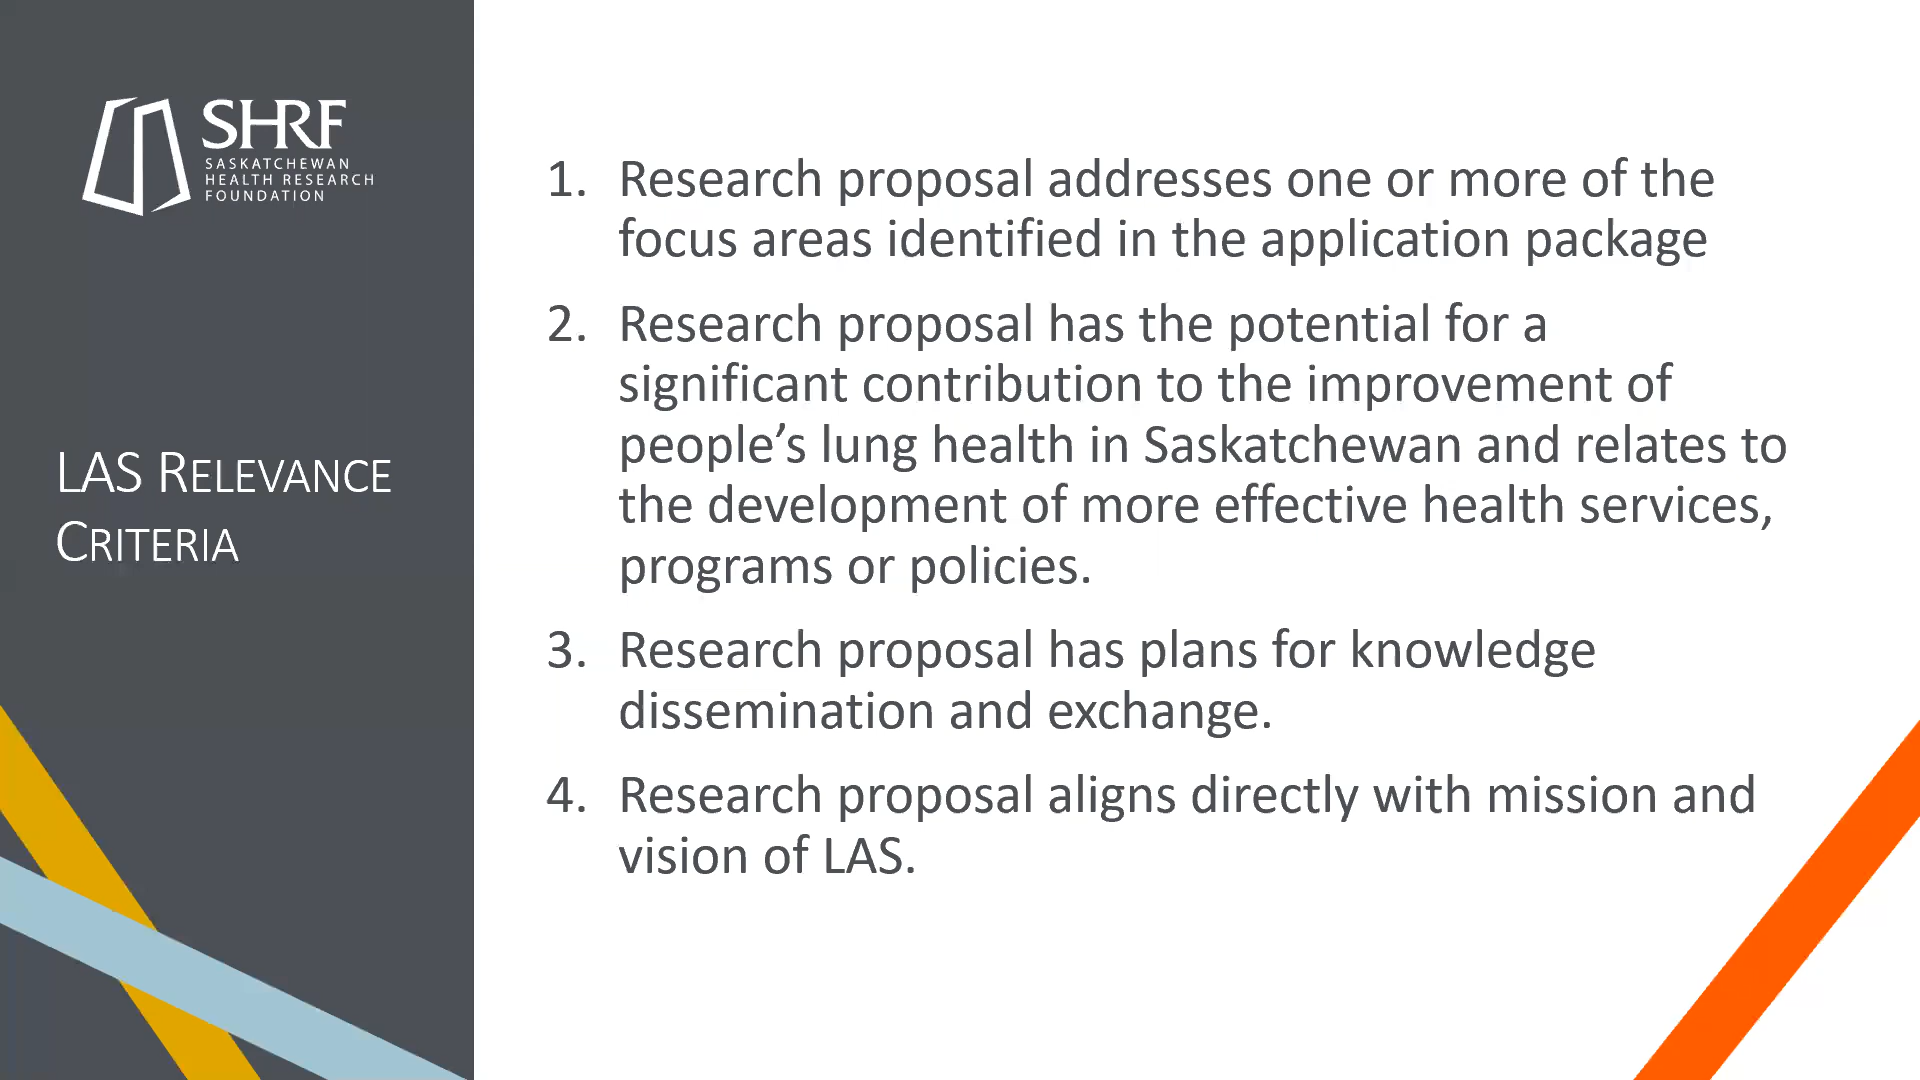 SHRF
SASKATCHEWAN
HEALTH RESEARCH
FOUNDATION
LAS RELEVANCE
CRITERIA
1. Research proposal addresses one or more of the
focus areas identified in the application package
2. Research proposal has the potential for a
significant contribution to the improvement of
people’s lung health in Saskatchewan and relates to
the development of more effective health services,
programs or policies.
3. Research proposal has plans for knowledge
dissemination and exchange.
4. Research proposal aligns directly with mission and
vision of LAS.